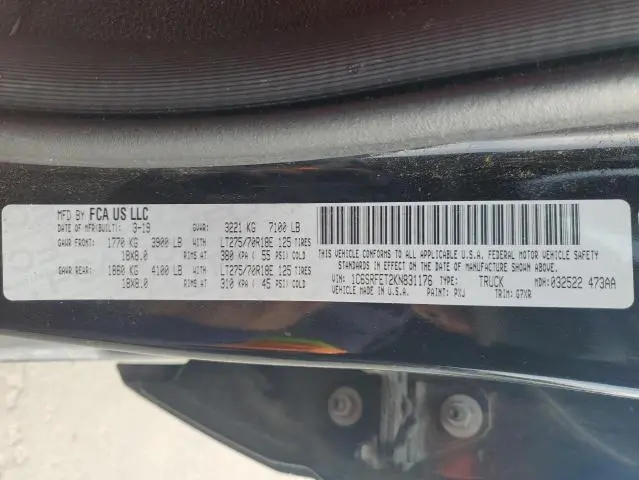 MFD BY FCA US LLC
DATE OF MFR(BUILT): 3-19 GVWR: 3221 KG 7100 LB
GAWR FRONT: 1770 KG 3900 LB WITH LT275/70R18E 125 TIRES
18X8.0 RIMS AT 380 KPA ( 55 PSI) COLD
GAWR REAR: 1860 KG 4100 LB WITH LT275/70R18E 125 TIRES
18X8.0 RIMS AT 310 KPA ( 45 PSI) COLD
THIS VEHICLE CONFORMS TO ALL APPLICABLE U.S.A. FEDERAL MOTOR VEHICLE SAFETY
STANDARDS IN EFFECT ON THE DATE OF MANUFACTURE SHOWN ABOVE.
VIN: 1C6SRFET2KN831176 TYPE: TRUCK MDH: 032522 473AA
VEHICLE MADE IN U.S.A. PAINT: PXJ TRIM: G7XR